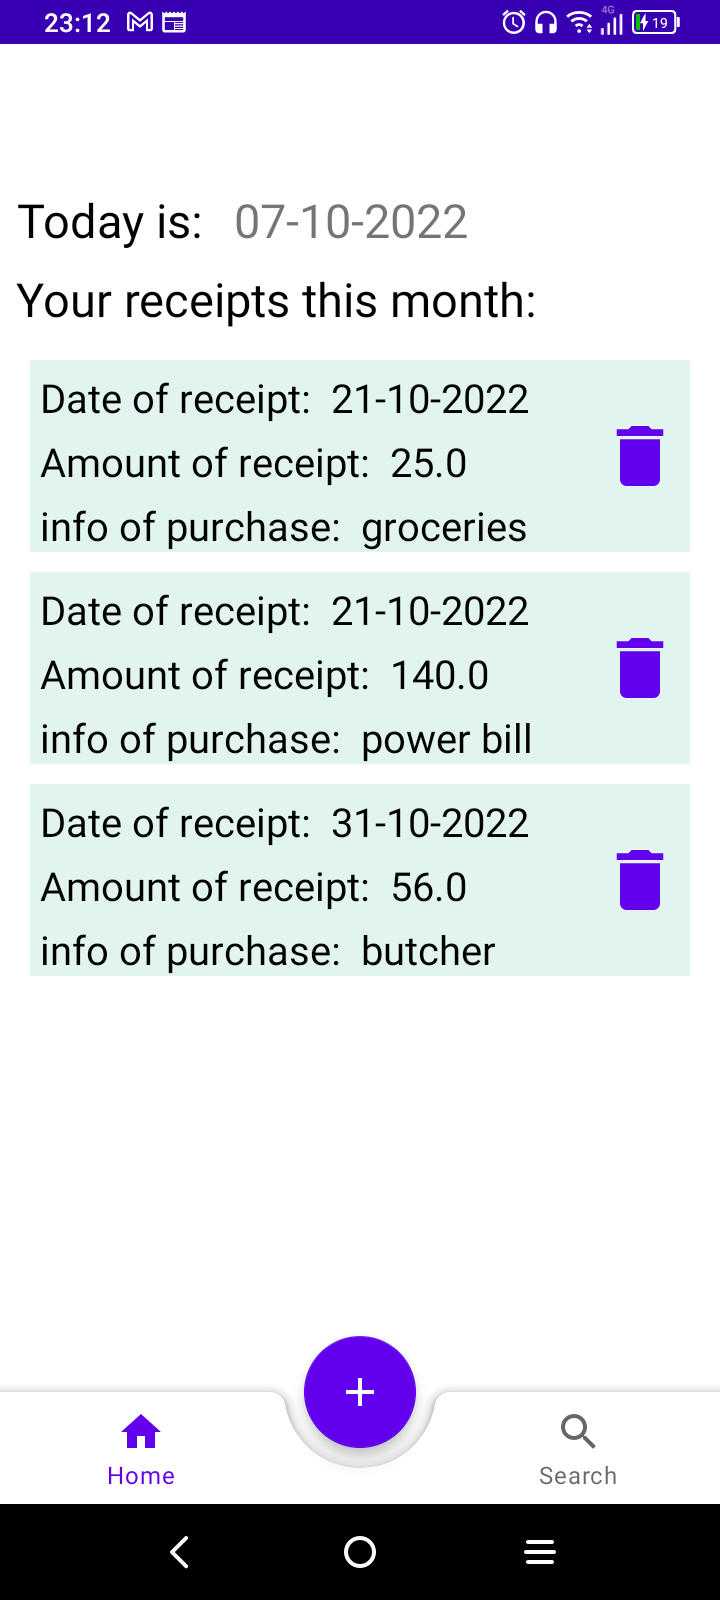 23:12 4G 19
Today is: 07-10-2022
Your receipts this month:
Date of receipt: 21-10-2022
Amount of receipt: 25.0
info of purchase: groceries
Date of receipt: 21-10-2022
Amount of receipt: 140.0
info of purchase: power bill
Date of receipt: 31-10-2022
Amount of receipt: 56.0
info of purchase: butcher
Home Search